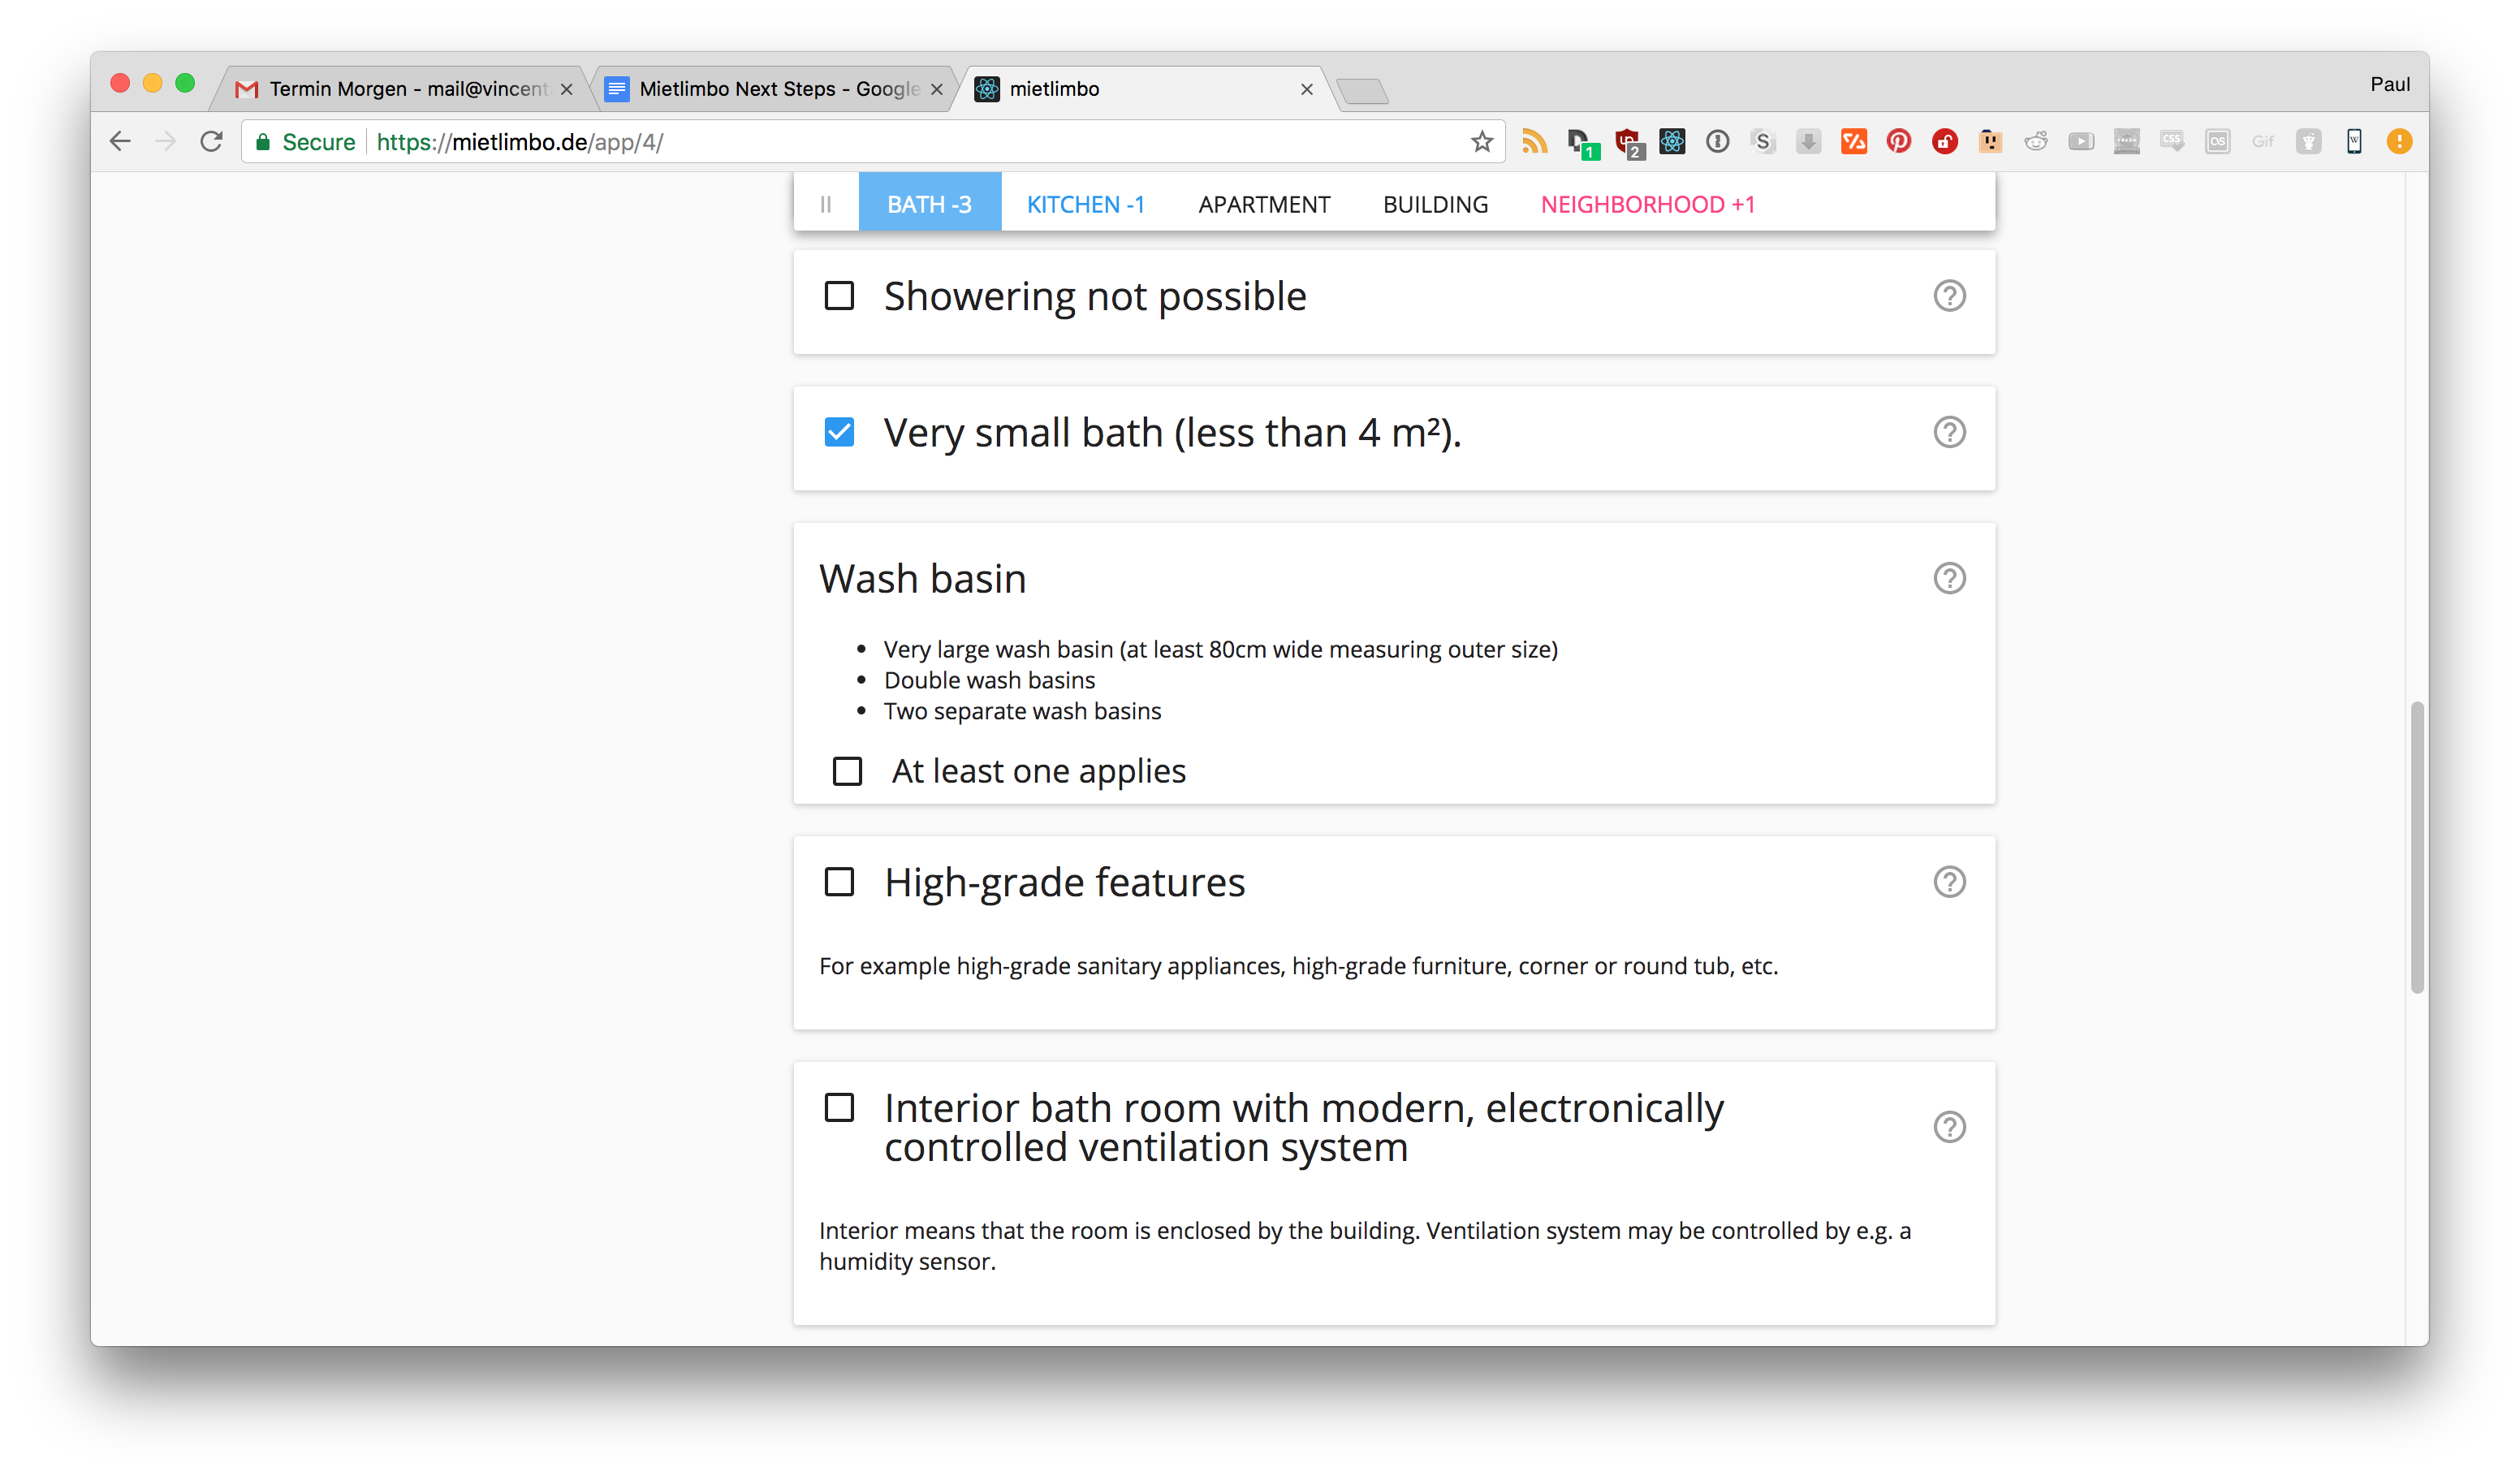 Termin Morgen - mail@vincent
Mietlimbo Next Steps - Google
mietlimbo
Paul
Secure https://mietlimbo.de/app/4/
1
2
BATH -3 KITCHEN -1 APARTMENT BUILDING NEIGHBORHOOD +1
Showering not possible
Very small bath (less than 4 m²).
Wash basin
• Very large wash basin (at least 80cm wide measuring outer size)
• Double wash basins
• Two separate wash basins
At least one applies
High-grade features
For example high-grade sanitary appliances, high-grade furniture, corner or round tub, etc.
Interior bath room with modern, electronically
controlled ventilation system
Interior means that the room is enclosed by the building. Ventilation system may be controlled by e.g. a
humidity sensor.